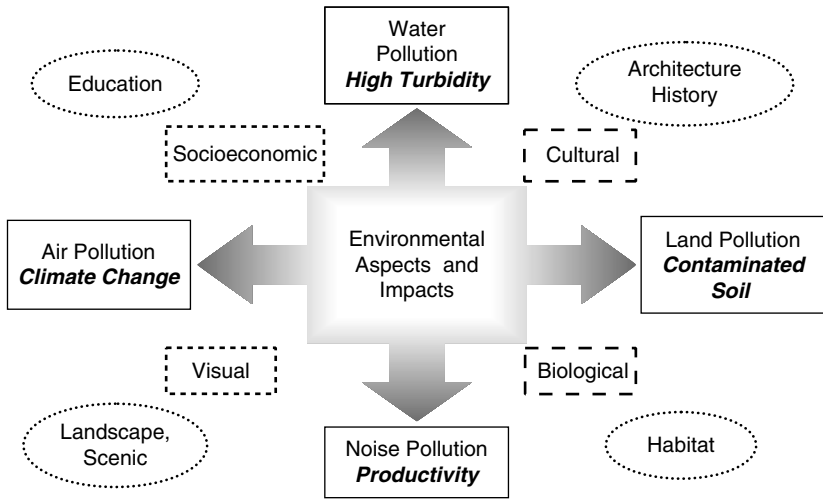 Water
Pollution
High Turbidity
Education
Architecture
History
Socioeconomic
Cultural
Air Pollution
Climate Change
Environmental
Aspects and
Impacts
Land Pollution
Contaminated
Soil
Visual
Biological
Landscape,
Scenic
Noise Pollution
Productivity
Habitat